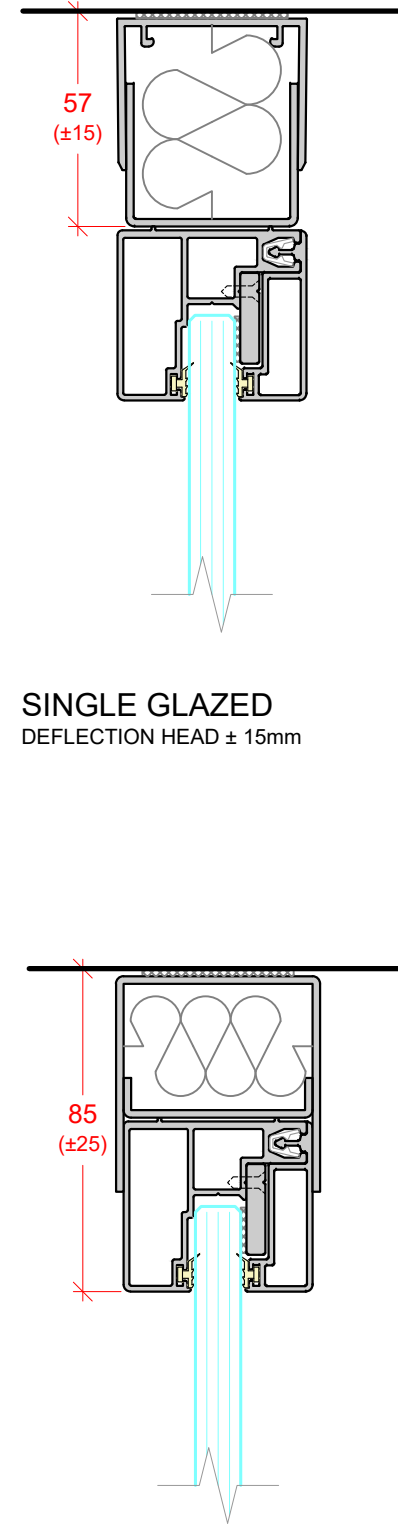 57
(±15)
SINGLE GLAZED
DEFLECTION HEAD ± 15mm
85
(±25)